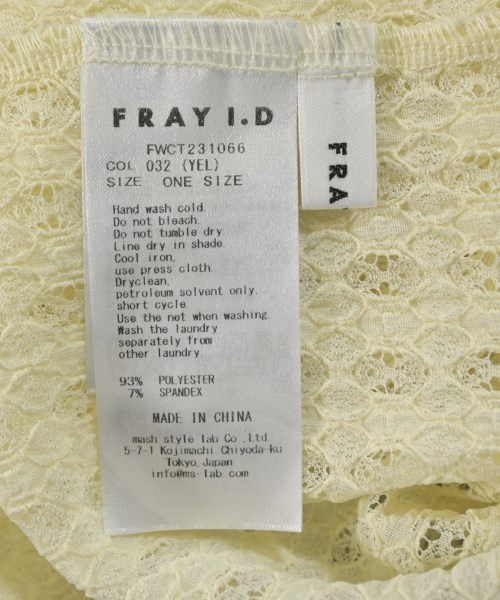 FRAY I.D
FWCT231066
COL 032 (YEL)
SIZE ONE SIZE
Hand wash cold.
Do not bleach.
Do not tumble dry.
Line dry in shade.
Cool iron,
use press cloth.
Dryclean,
petroleum solvent only.
short cycle.
Use the net when washing.
Wash the laundry
separately from
other laundry
93% POLYESTER
7% SPANDEX
MADE IN CHINA
mash style lab Co.,Ltd.
5-7-1 Kojimachi Chiyoda-ku
Tokyo,Japan
info@ms-lab.com
FRA